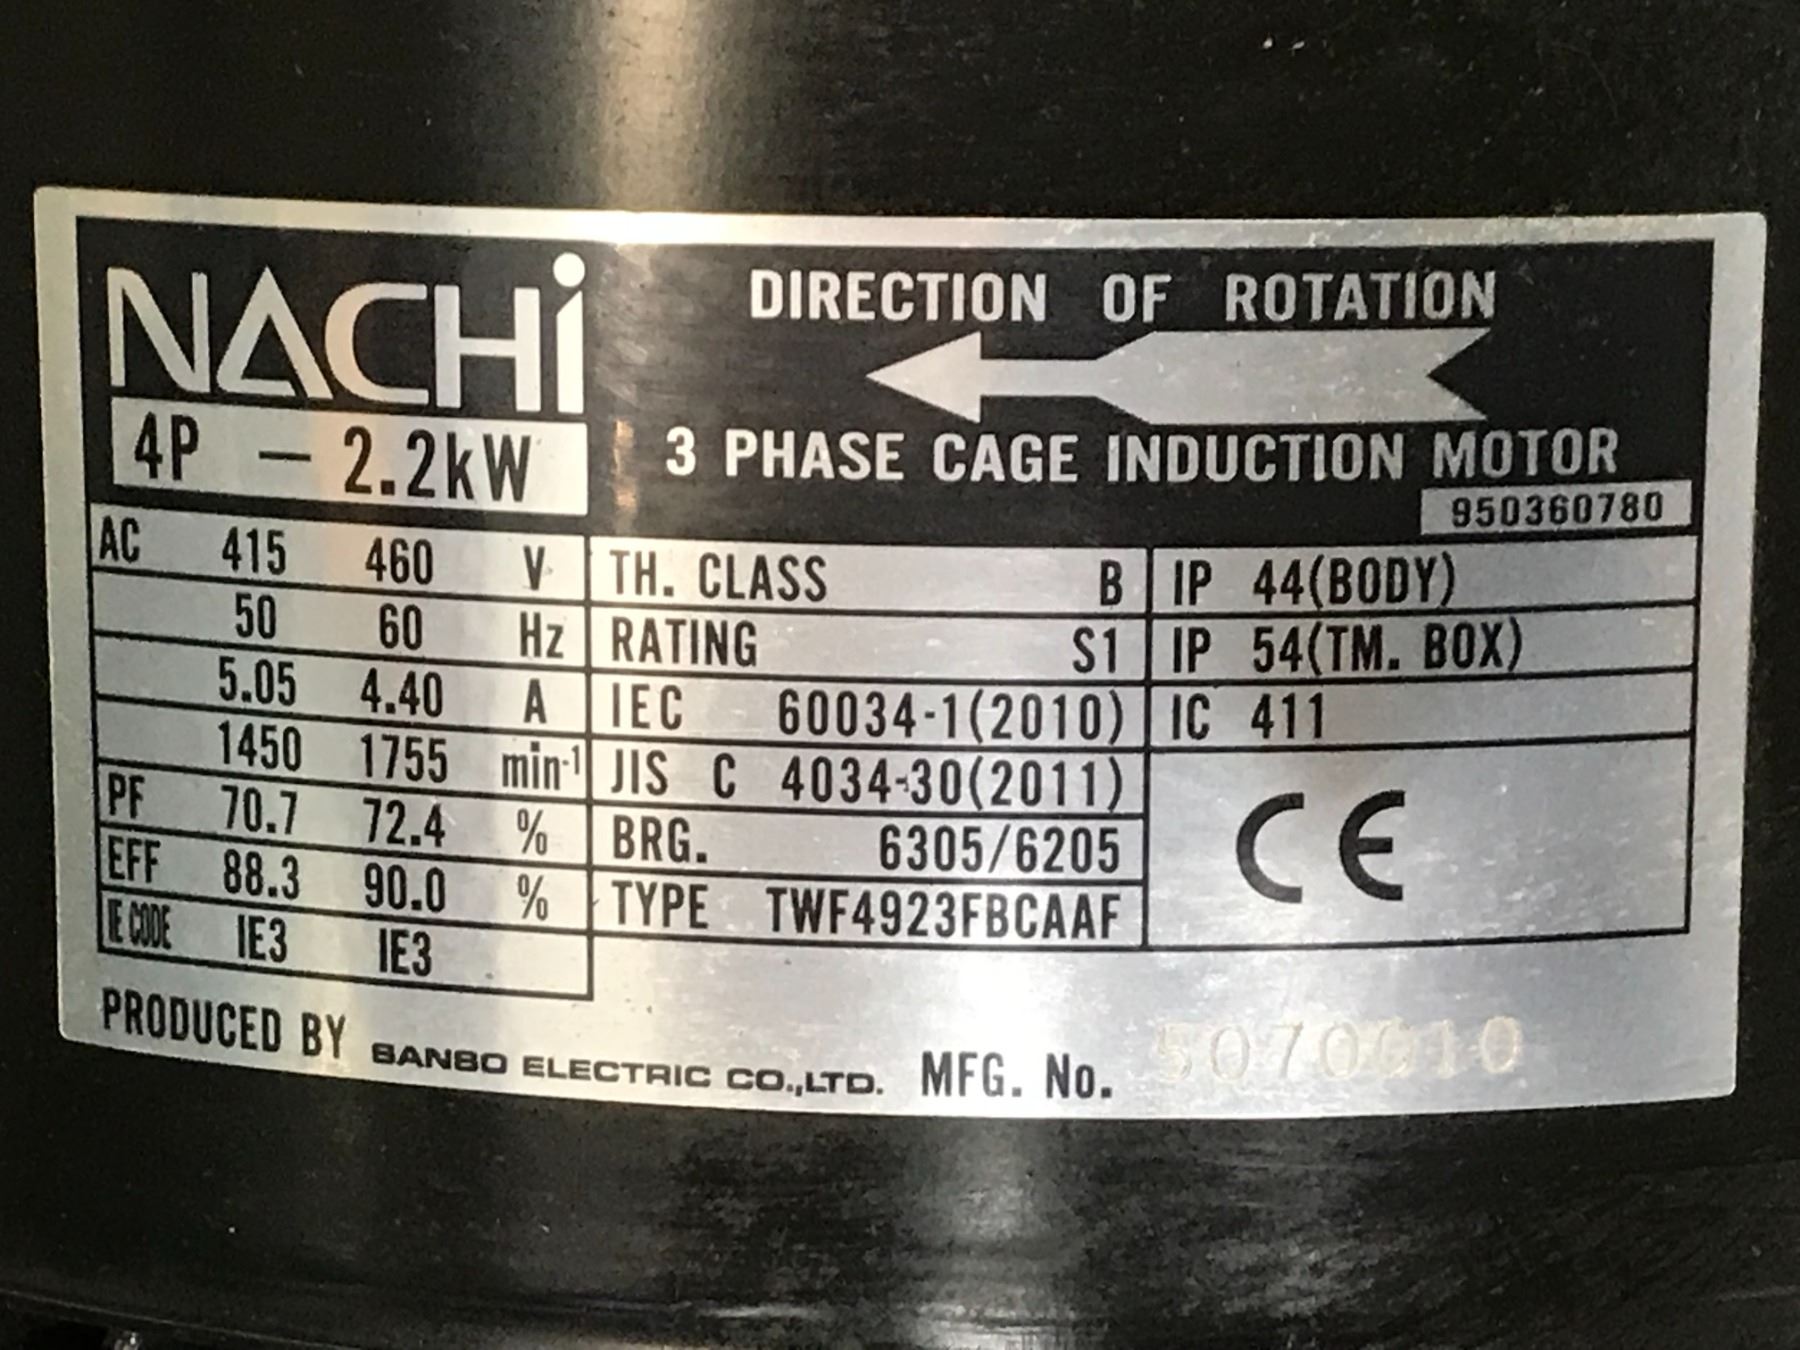 NACHi
DIRECTION OF ROTATION
4P – 2.2kW
3 PHASE CAGE INDUCTION MOTOR
950360780
AC 415 460 V
50 60 Hz
5.05 4.40 A
1450 1755 min-1
PF 70.7 72.4 %
EFF 88.3 90.0 %
IE CODE IE3 IE3
TH. CLASS B
RATING S1
IEC 60034-1(2010)
JIS C 4034-30(2011)
BRG. 6305/6205
TYPE TWF4923FBCAAF
IP 44(BODY)
IP 54(TM. BOX)
IC 411
CE
PRODUCED BY SANBO ELECTRIC CO.,LTD. MFG. No.